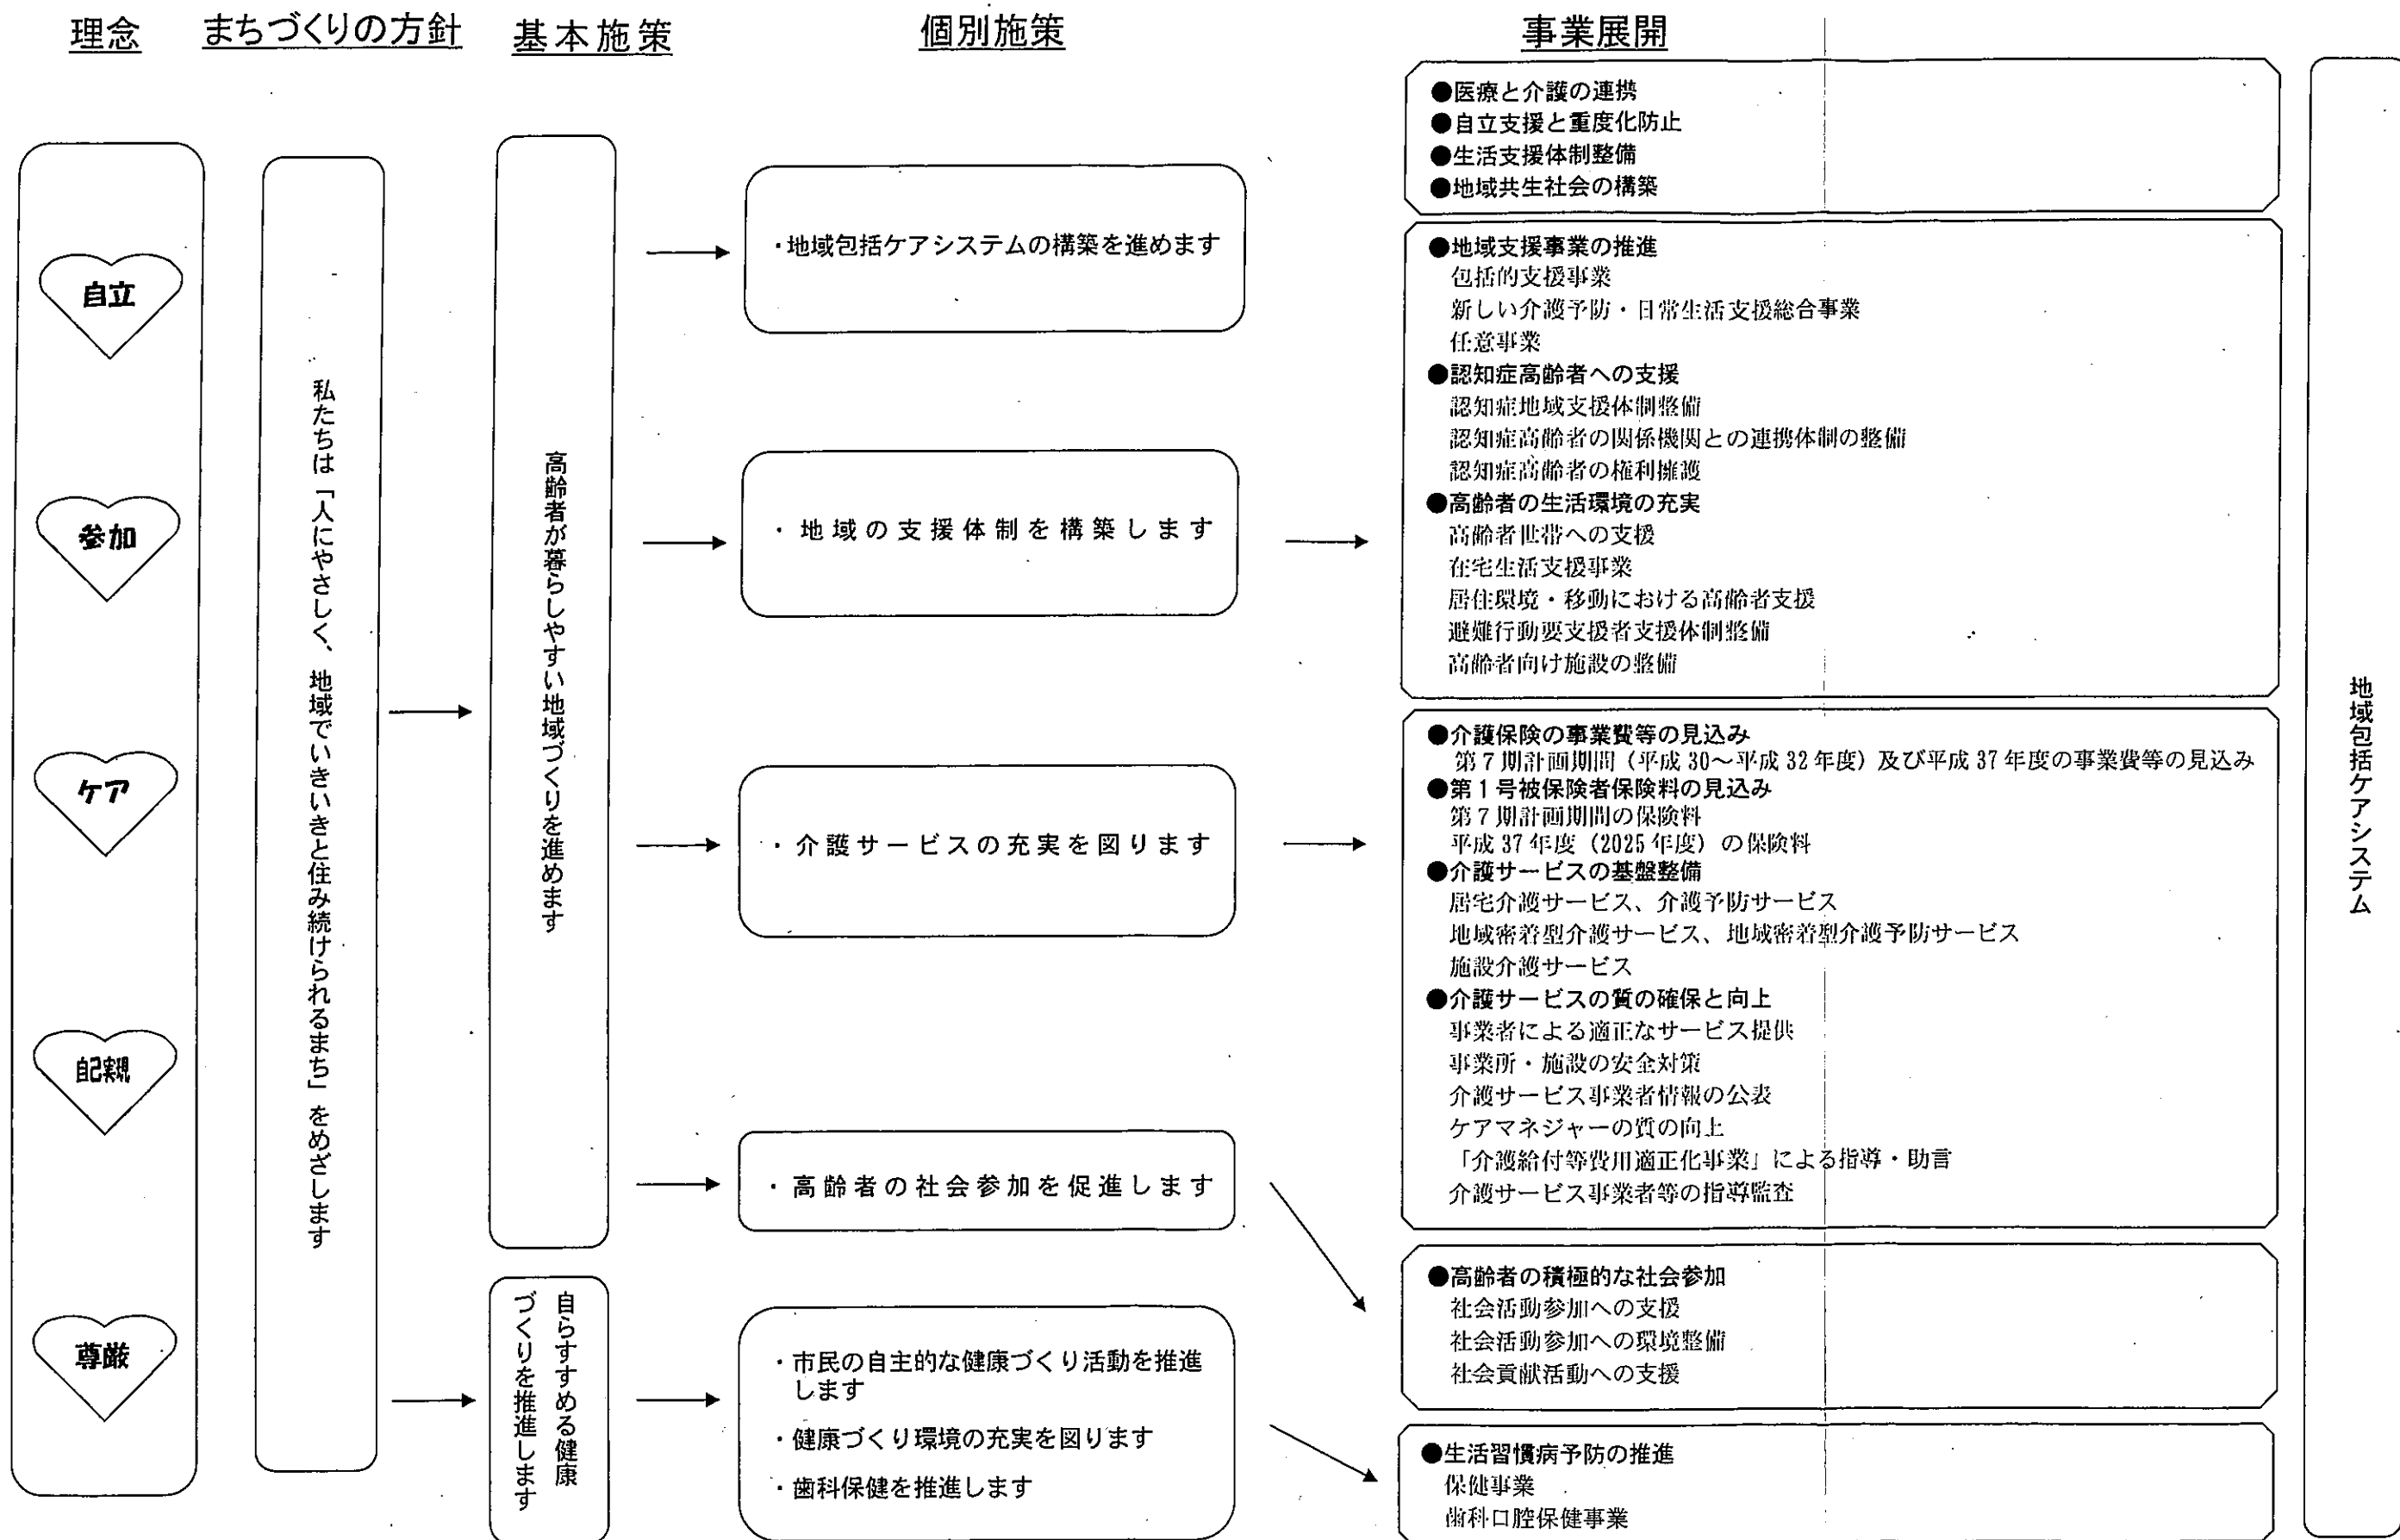 理念
まちづくりの方針
基本施策
個別施策
事業展開
自立
参加
ケア
自己実現
尊厳
私たちは「人にやさしく、地域でいきいきと住み続けられるまち」をめざします
高齢者が暮らしやすい地域づくりを進めます
自らすすめる健康
づくりを推進します
・地域包括ケアシステムの構築を進めます
・地域の支援体制を構築します
・介護サービスの充実を図ります
・高齢者の社会参加を促進します
・市民の自主的な健康づくり活動を推進
します
・健康づくり環境の充実を図ります
・歯科保健を推進します
●医療と介護の連携
●自立支援と重度化防止
●生活支援体制整備
●地域共生社会の構築
●地域支援事業の推進
包括的支援事業
新しい介護予防・日常生活支援総合事業
任意事業
●認知症高齢者への支援
認知症地域支援体制整備
認知症高齢者の関係機関との連携体制の整備
認知症高齢者の権利擁護
●高齢者の生活環境の充実
高齢者世帯への支援
在宅生活支援事業
居住環境・移動における高齢者支援
避難行動要支援者支援体制整備
高齢者向け施設の整備
●介護保険の事業費等の見込み
第7期計画期間（平成30～平成32年度）及び平成37年度の事業費等の見込み
●第1号被保険者保険料の見込み
第7期計画期間の保険料
平成37年度（2025年度）の保険料
●介護サービスの基盤整備
居宅介護サービス、介護予防サービス
地域密着型介護サービス、地域密着型介護予防サービス
施設介護サービス
●介護サービスの質の確保と向上
事業者による適正なサービス提供
事業所・施設の安全対策
介護サービス事業者情報の公表
ケアマネジャーの質の向上
「介護給付等費用適正化事業」による指導・助言
介護サービス事業者等の指導監査
●高齢者の積極的な社会参加
社会活動参加への支援
社会活動参加への環境整備
社会貢献活動への支援
●生活習慣病予防の推進
保健事業
歯科口腔保健事業
地域包括ケアシステム